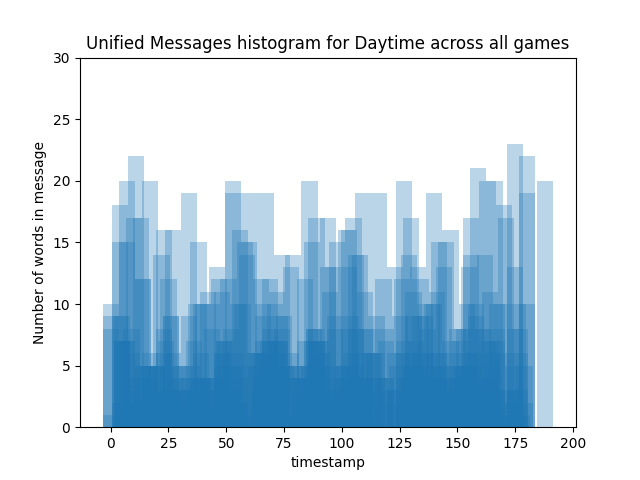 Unified Messages histogram for Daytime across all games
Number of words in message
30
25
20
15
10
5
0
0 25 50 75 100 125 150 175 200
timestamp